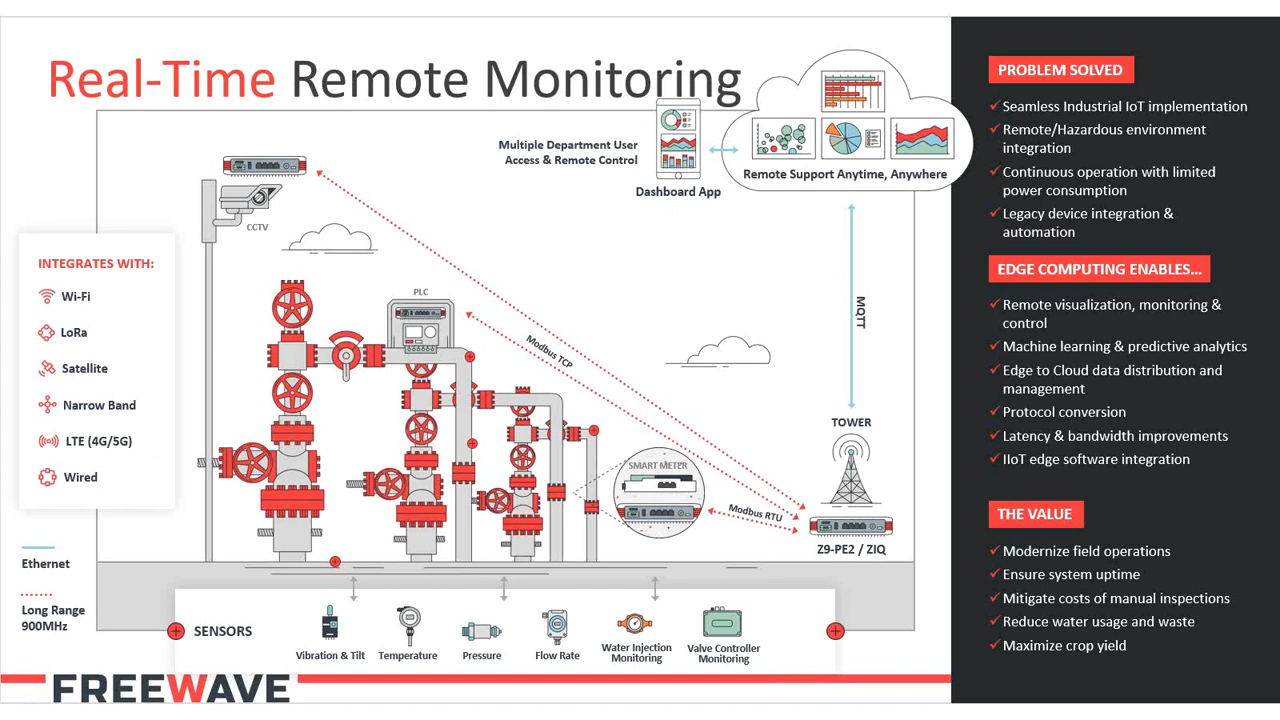 Real-Time Remote Monitoring
Multiple Department User
Access & Remote Control
Dashboard App
Remote Support Anytime, Anywhere
CCTV
INTEGRATES WITH:
Wi-Fi
LoRa
Satellite
Narrow Band
LTE (4G/5G)
Wired
Ethernet
Long Range
900MHz
PLC
Modbus TCP
MQTT
SMART METER
Modbus RTU
TOWER
Z9-PE2 / ZIQ
SENSORS
Vibration & Tilt
Temperature
Pressure
Flow Rate
Water Injection
Monitoring
Valve Controller
Monitoring
FREEWAVE
PROBLEM SOLVED
Seamless Industrial IoT implementation
Remote/Hazardous environment
integration
Continuous operation with limited
power consumption
Legacy device integration &
automation
EDGE COMPUTING ENABLES...
Remote visualization, monitoring &
control
Machine learning & predictive analytics
Edge to Cloud data distribution and
management
Protocol conversion
Latency & bandwidth improvements
IIoT edge software integration
THE VALUE
Modernize field operations
Ensure system uptime
Mitigate costs of manual inspections
Reduce water usage and waste
Maximize crop yield